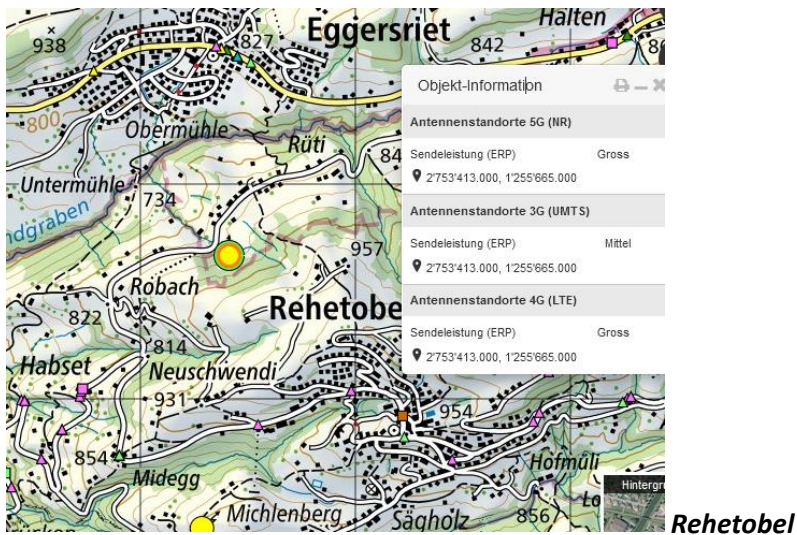 938
Eggersriet
827
Halten
842
800
Obermühle
Rüti
84
Untermühle
734
dgraben
957
Robach
Rehetobe
822
814
Habset
Neuschwendi
931
954
854
Midegg
Hofmüli
Michlenberg
Sägholz
856
Lo
Objekt-Information
Antennenstandorte 5G (NR)
Sendeleistung (ERP) Gross
2'753'413.000, 1'255'665.000
Antennenstandorte 3G (UMTS)
Sendeleistung (ERP) Mittel
2'753'413.000, 1'255'665.000
Antennenstandorte 4G (LTE)
Sendeleistung (ERP) Gross
2'753'413.000, 1'255'665.000
Hintergru
Rehetobel